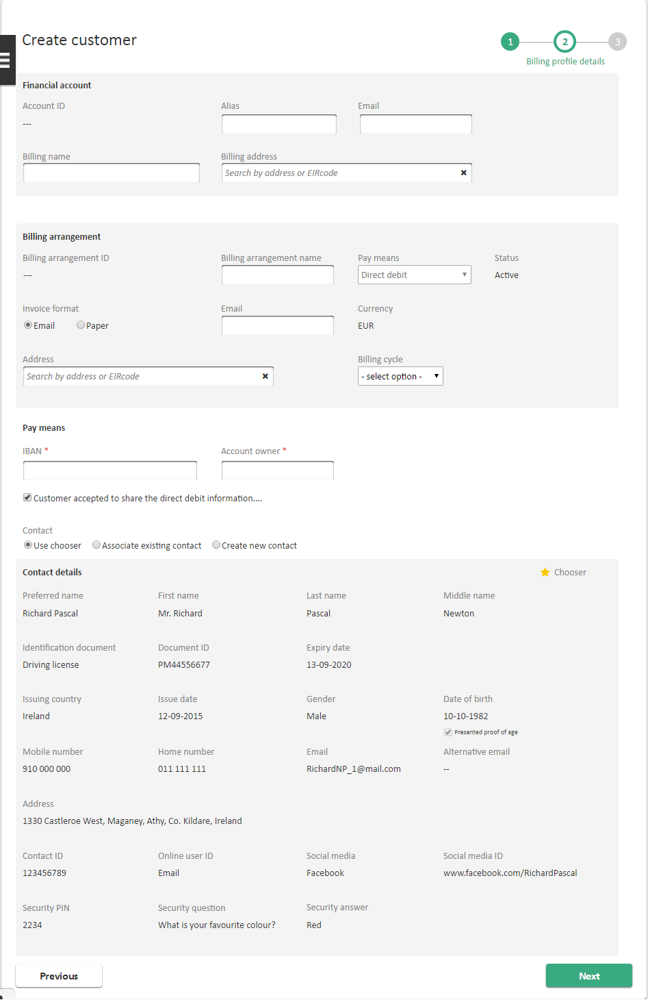 Create customer
1 2 3
Billing profile details
Financial account
Account ID Alias Email
---
Billing name Billing address
Search by address or EIRcode ✖
Billing arrangement
Billing arrangement ID Billing arrangement name Pay means Status
--- Direct debit ▼ Active
Invoice format Email Currency
Email Paper EUR
Address Billing cycle
Search by address or EIRcode ✖ - select option - ▼
Pay means
IBAN * Account owner *
Customer accepted to share the direct debit information....
Contact
Use chooser Associate existing contact Create new contact
Contact details Chooser
Preferred name First name Last name Middle name
Richard Pascal Mr. Richard Pascal Newton
Identification document Document ID Expiry date
Driving license PM44556677 13-09-2020
Issuing country Issue date Gender Date of birth
Ireland 12-09-2015 Male 10-10-1982
Presented proof of age
Mobile number Home number Email Alternative email
910 000 000 011 111 111 RichardNP_1@mail.com --
Address
1330 Castleroe West, Maganey, Athy, Co. Kildare, Ireland
Contact ID Online user ID Social media Social media ID
123456789 Email Facebook www.facebook.com/RichardPascal
Security PIN Security question Security answer
2234 What is your favourite colour? Red
Previous Next